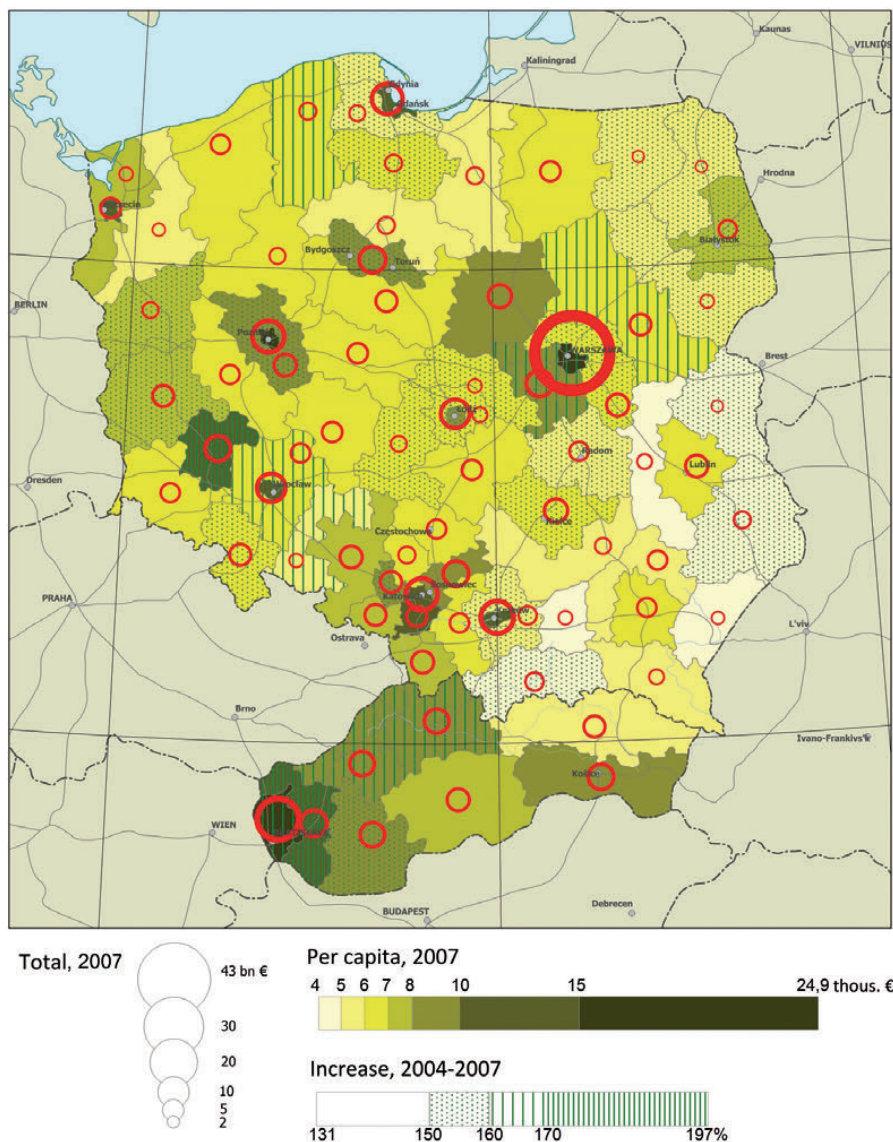 Kaunas
VILNIUS
Kaliningrad
Gdynia
Gdańsk
Hrodna
Szczecin
Białystok
Bydgoszcz
Toruń
BERLIN
Poznań
WARSZAWA
Brest
Łódź
Radom
Lublin
Dresden
Wrocław
Kielce
Częstochowa
Sosnowiec
Katowice
PRAHA
Kraków
L'viv
Ostrava
Brno
Ivano-Frankivs'k
Košice
WIEN
BUDAPEST
Debrecen
Total, 2007
43 bn €
30
20
10
5
2
Per capita, 2007
4 5 6 7 8 10 15 24,9 thous. €
Increase, 2004-2007
131 150 160 170 197%